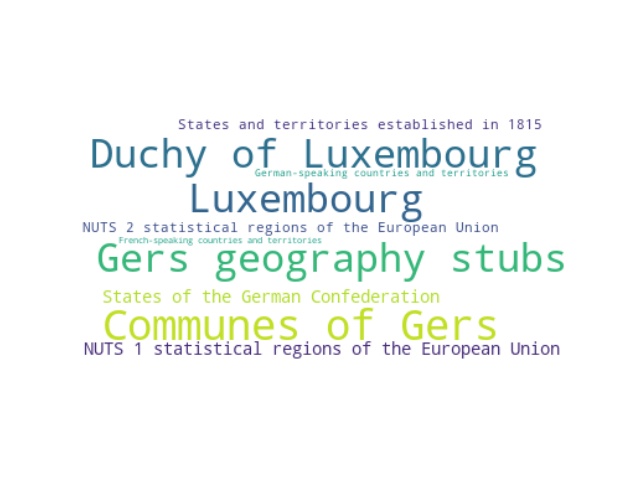 States and territories established in 1815
Duchy of Luxembourg
German-speaking countries and territories
Luxembourg
NUTS 2 statistical regions of the European Union
French-speaking countries and territories
Gers geography stubs
States of the German Confederation
Communes of Gers
NUTS 1 statistical regions of the European Union